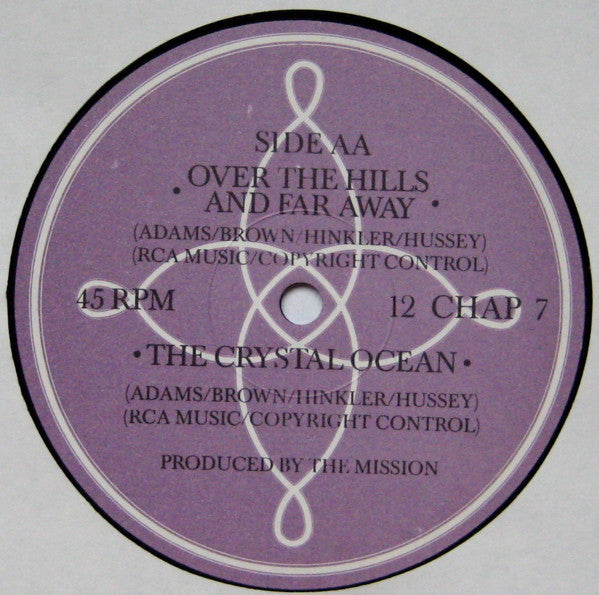 SIDE AA
• OVER THE HILLS
AND FAR AWAY •
(ADAMS/BROWN/HINKLER/HUSSEY)
(RCA MUSIC/COPYRIGHT CONTROL)
45 RPM
12 CHAP 7
• THE CRYSTAL OCEAN •
(ADAMS/BROWN/HINKLER/HUSSEY)
(RCA MUSIC/COPYRIGHT CONTROL)
PRODUCED BY THE MISSION